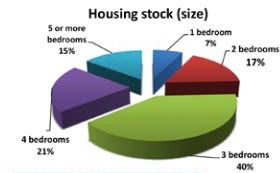 Housing stock (size)
5 or more
bedrooms
15%
1 bedroom
7%
2 bedrooms
17%
4 bedrooms
21%
3 bedrooms
40%